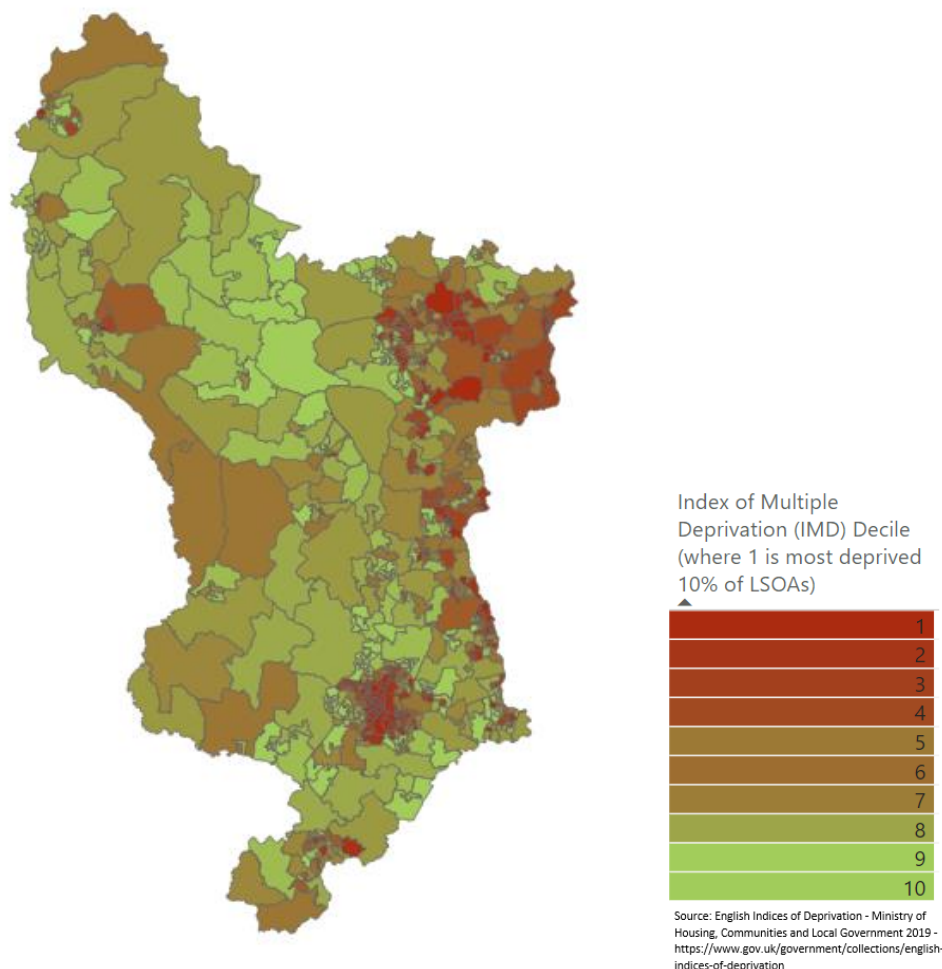 Index of Multiple
Deprivation (IMD) Decile
(where 1 is most deprived
10% of LSOAs)
1
2
3
4
5
6
7
8
9
10
Source: English Indices of Deprivation - Ministry of
Housing, Communities and Local Government 2019 -
https://www.gov.uk/government/collections/english-
indices-of-deprivation